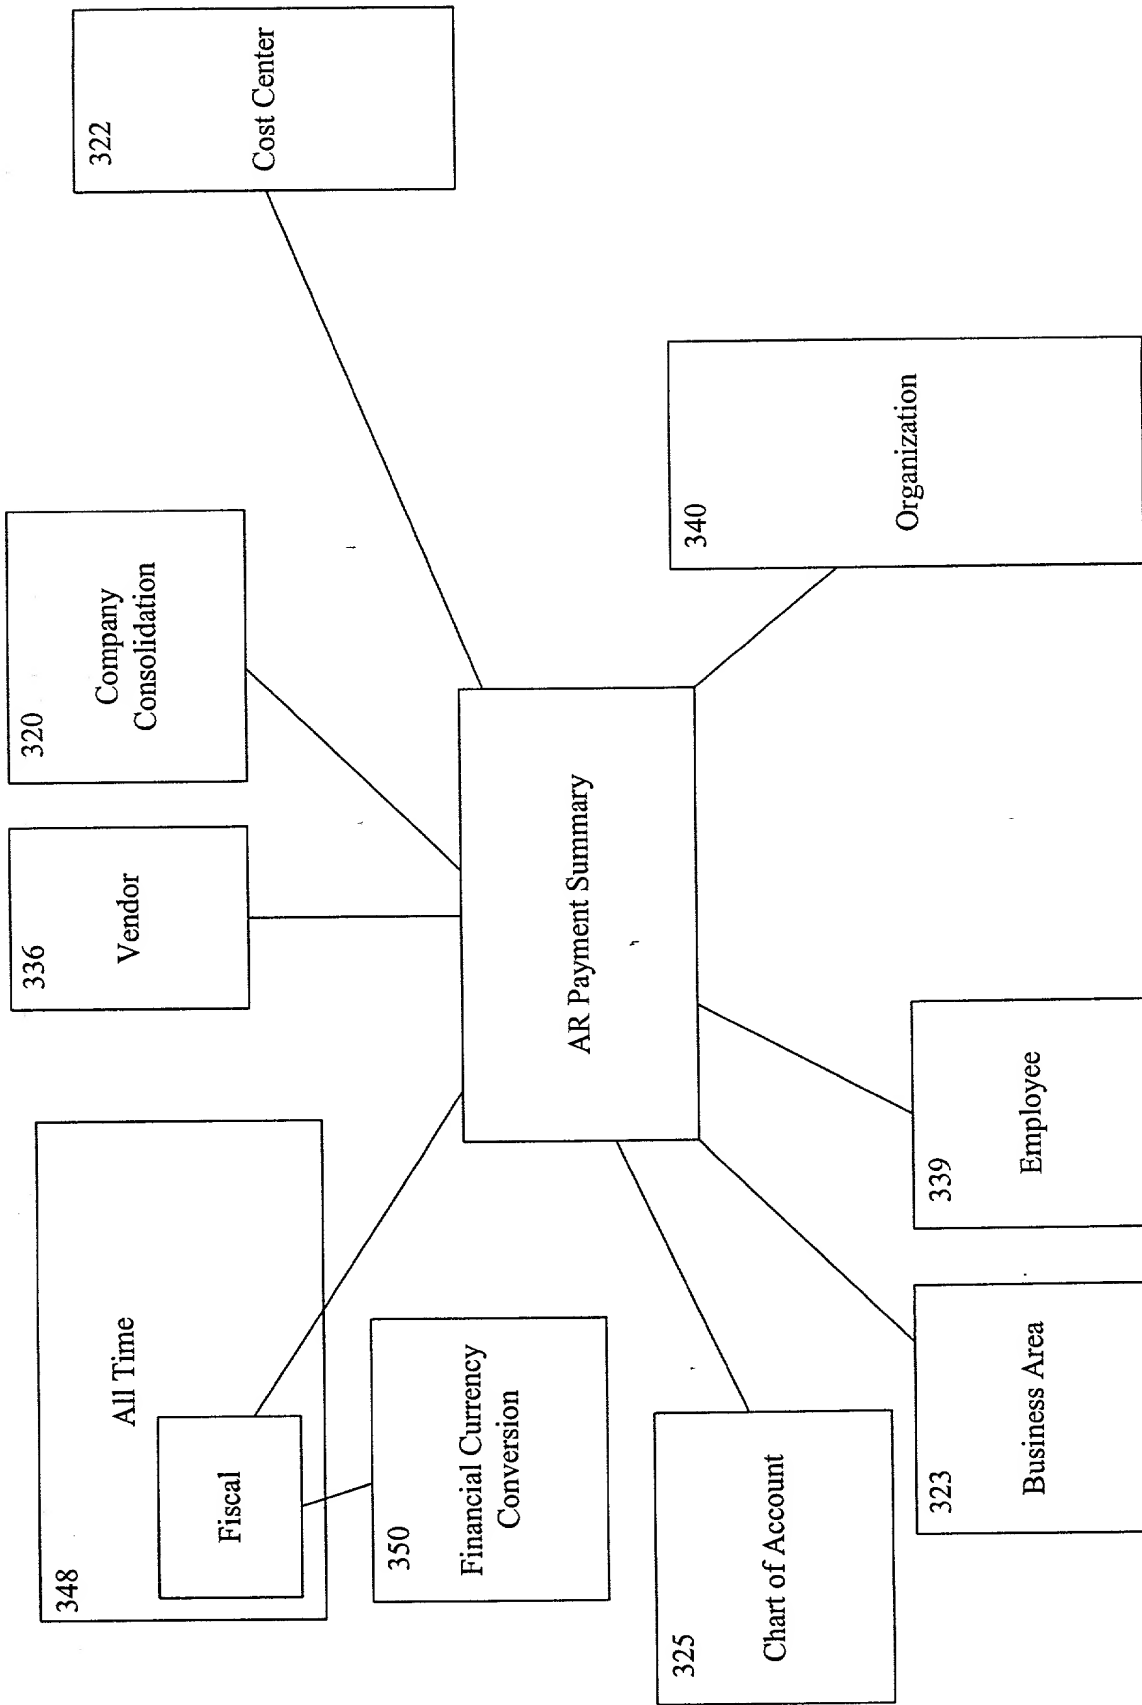 348
All Time
Fiscal
336
Vendor
320
Company
Consolidation
322
Cost Center
350
Financial Currency
Conversion
AR Payment Summary
325
Chart of Account
323
Business Area
339
Employee
340
Organization